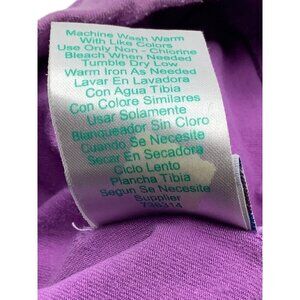 Machine Wash Warm
With Like Colors
Use Only Non - Chlorine
Bleach When Needed
Tumble Dry Low
Warm Iron As Needed
Lavar En Lavadora
Con Agua Tibia
Con Colore Similares
Usar Solamente
Blanqueador Sin Cloro
Cuando Se Necesite
Secar En Secadora
Ciclo Lento
Plancha Tibia
Segun Se Necesite
Supplier
736314